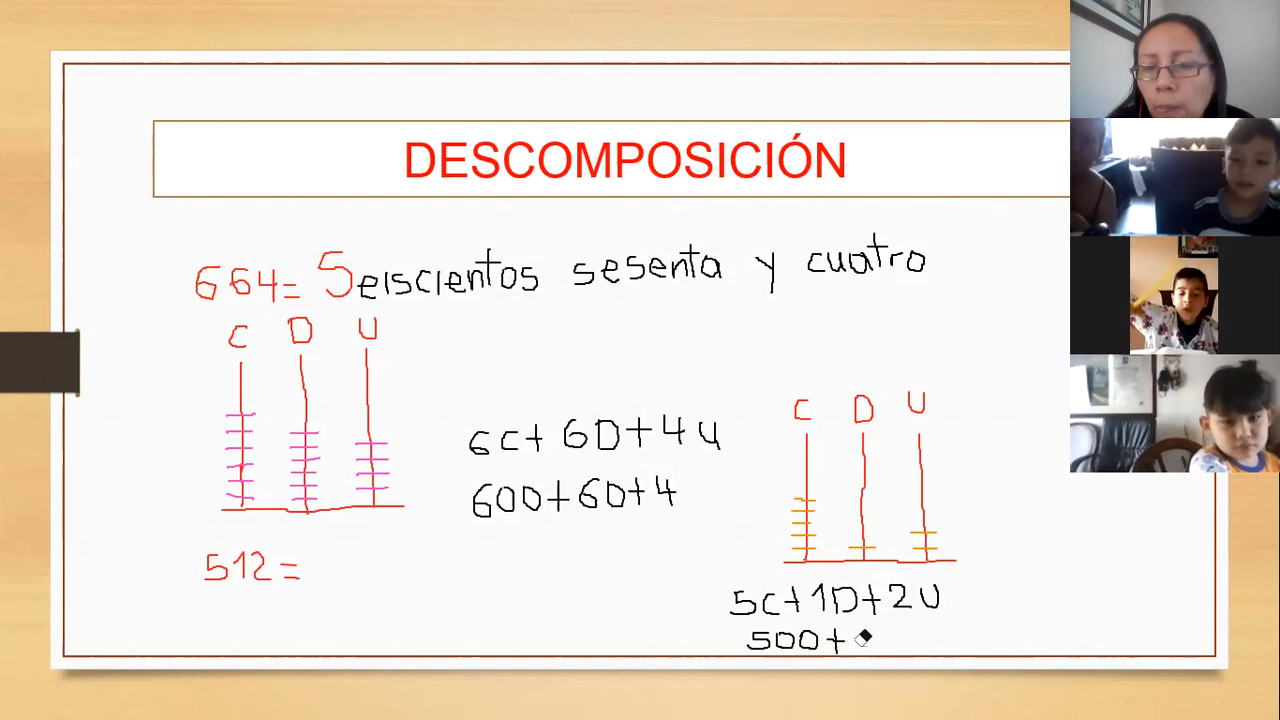 DESCOMPOSICIÓN
664= Seiscientos sesenta y cuatro
C D U
6C+ 6D+4U
600+60+4
C D U
512=
5C+1D+2U
500+